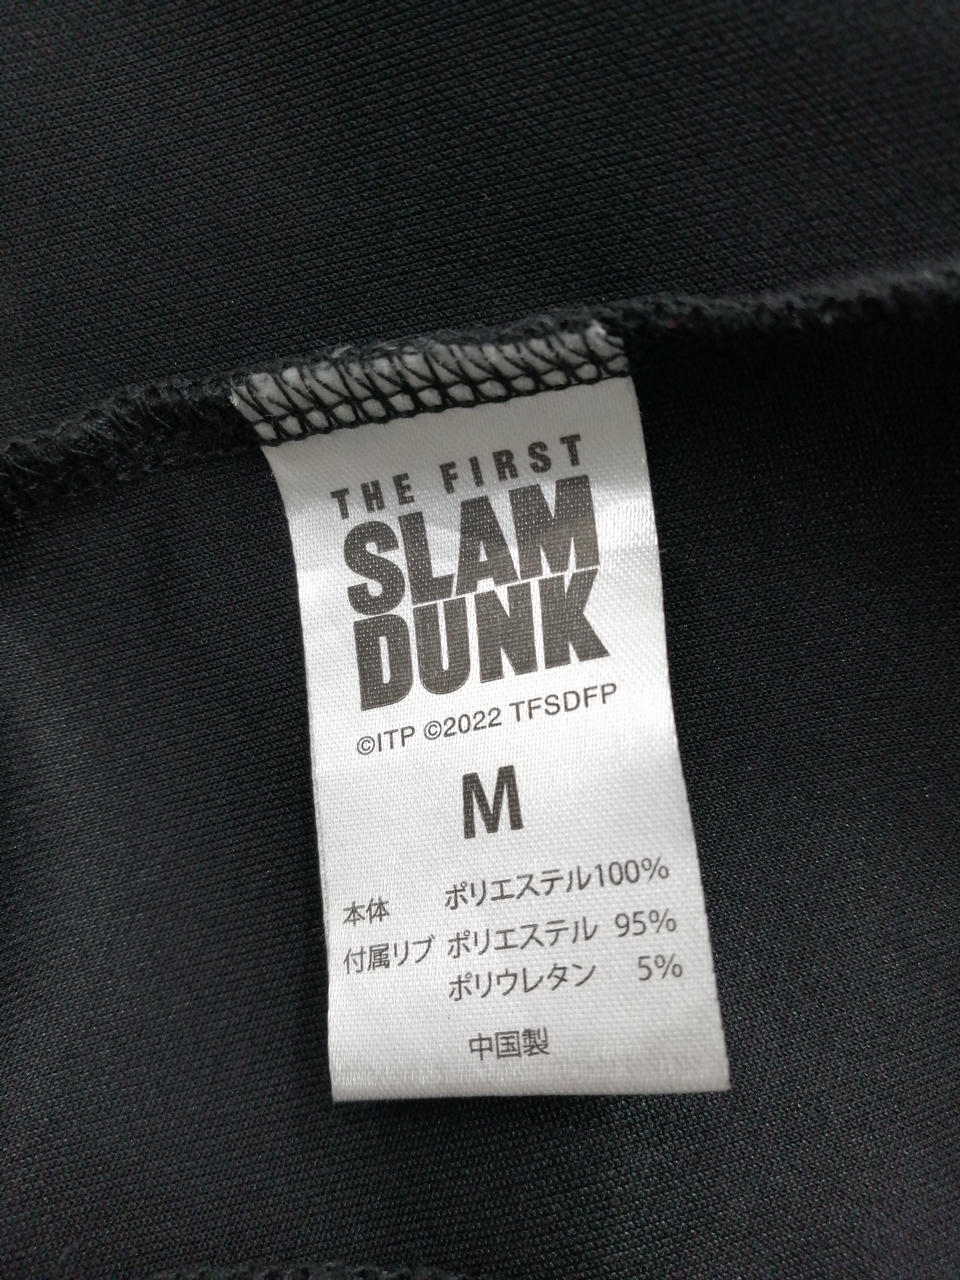 THE FIRST
SLAM
DUNK
©ITP ©2022 TFSDFP
M
本体 ポリエステル100%
付属リブ ポリエステル 95%
ポリウレタン 5%
中国製